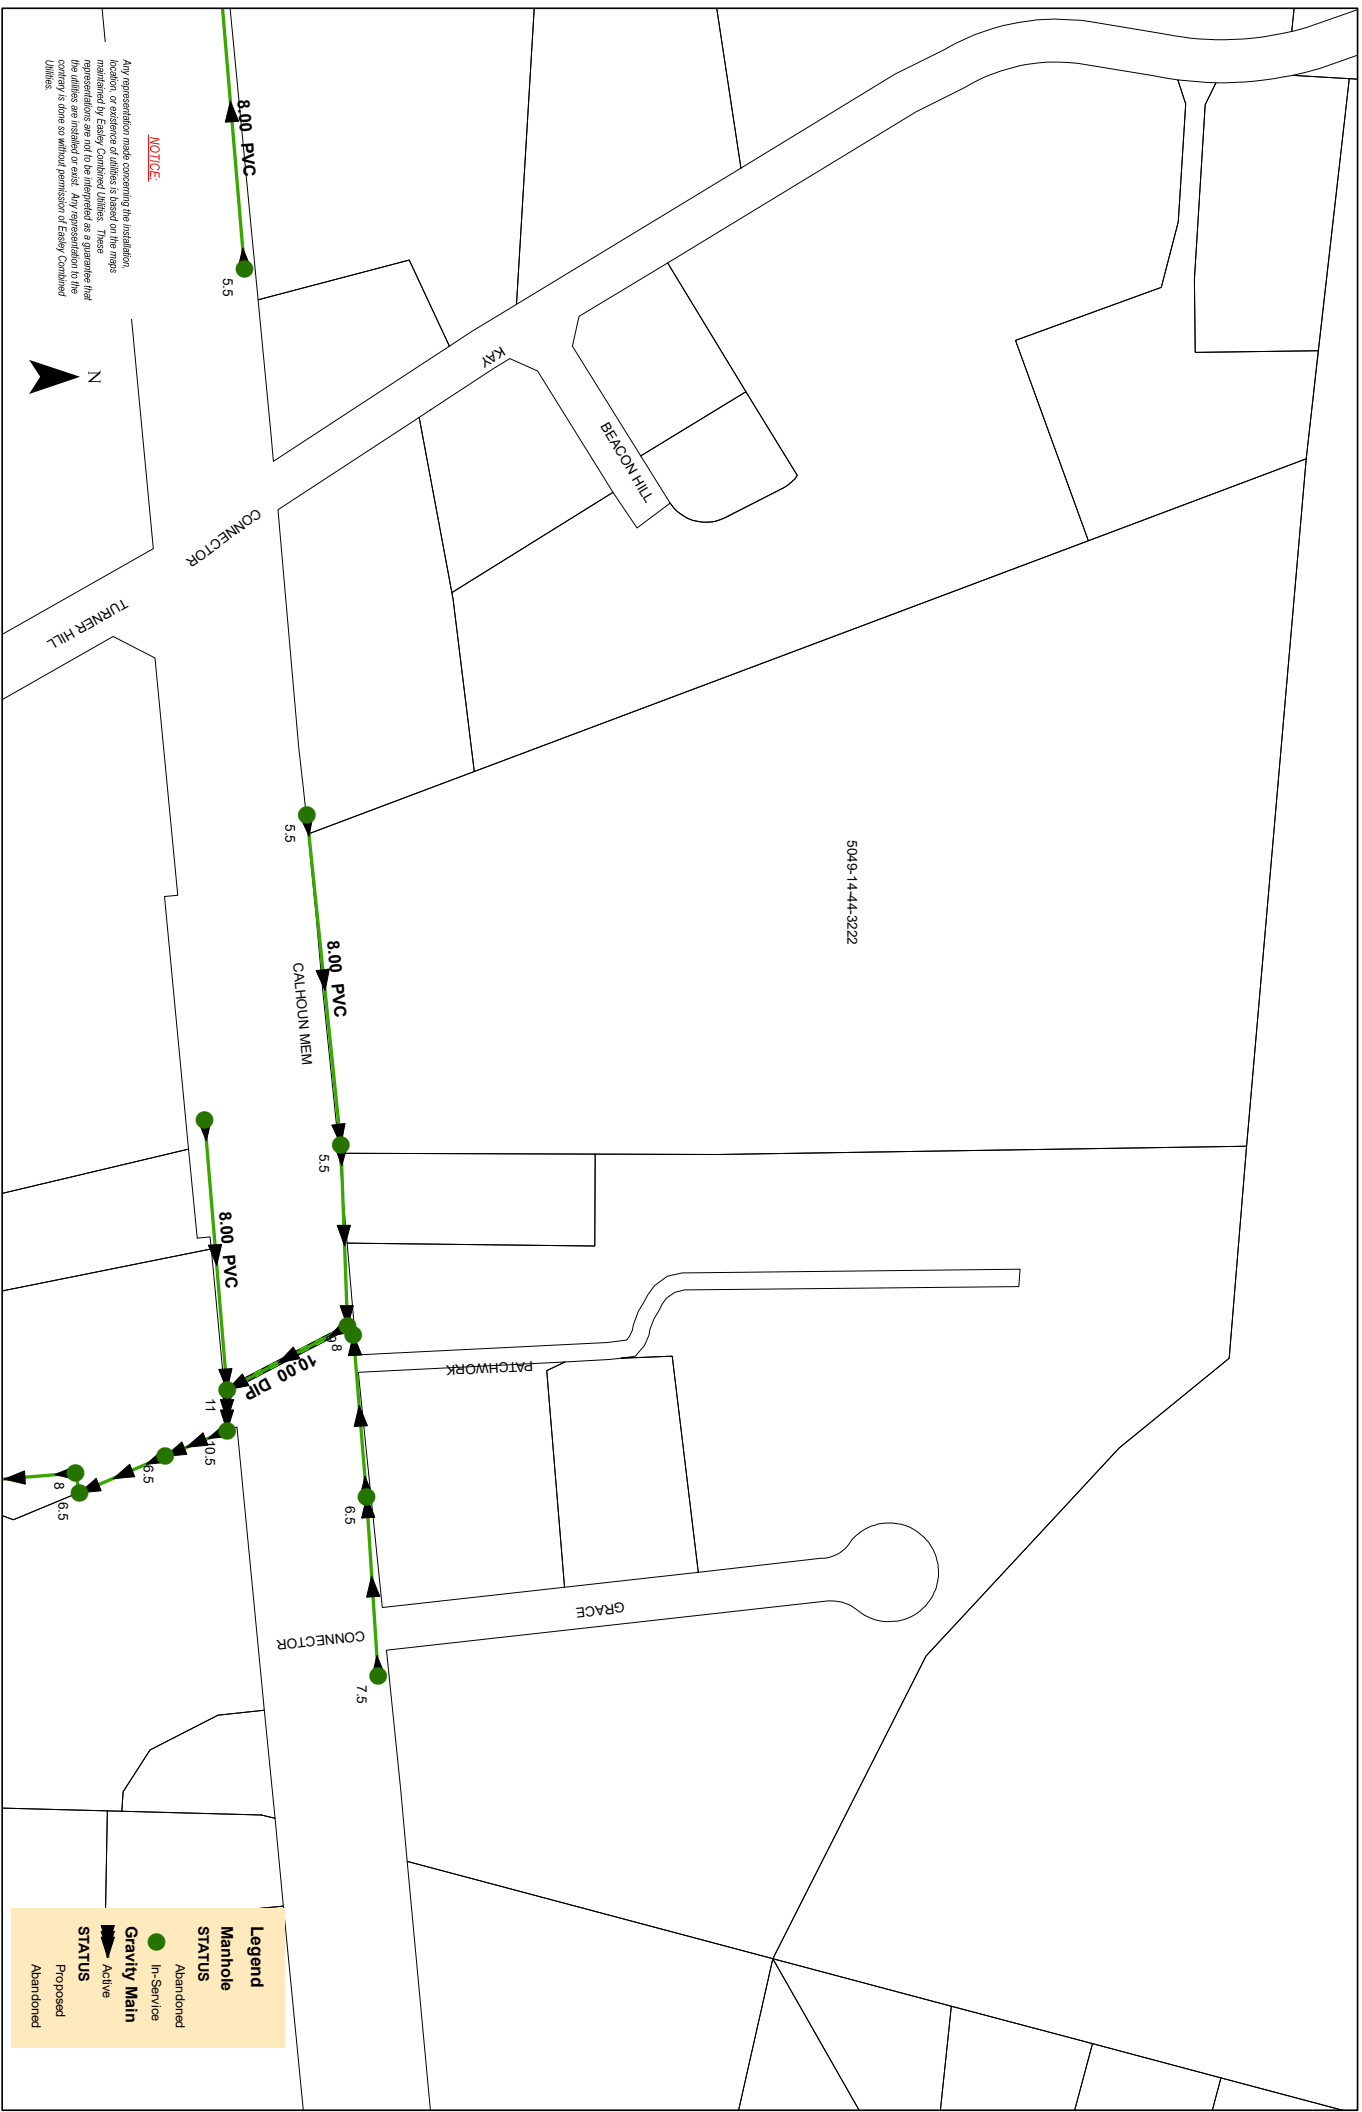 5049-14-44-3222
KAY
BEACON HILL
CONNECTOR
TURNER HILL
8.00 PVC
5.5
5.5
8.00 PVC
CALHOUN MEM
5.5
8.00 PVC
9.8
10.00 DIP
11
10.5
6.5
6.5
8
PATCHWORK
6.5
GRACE
CONNECTOR
7.5
N
NOTICE:
Any representation made concerning the installation,
location, or existence of utilities is based on the maps
maintained by Easley Combined Utilities. These
representations are not to be interpreted as a guarantee that
the utilities are installed or exist. Any representation to the
contrary is done so without permission of Easley Combined
Utilities.
Legend
Manhole
STATUS
Abandoned
In-Service
Gravity Main
Active
STATUS
Proposed
Abandoned